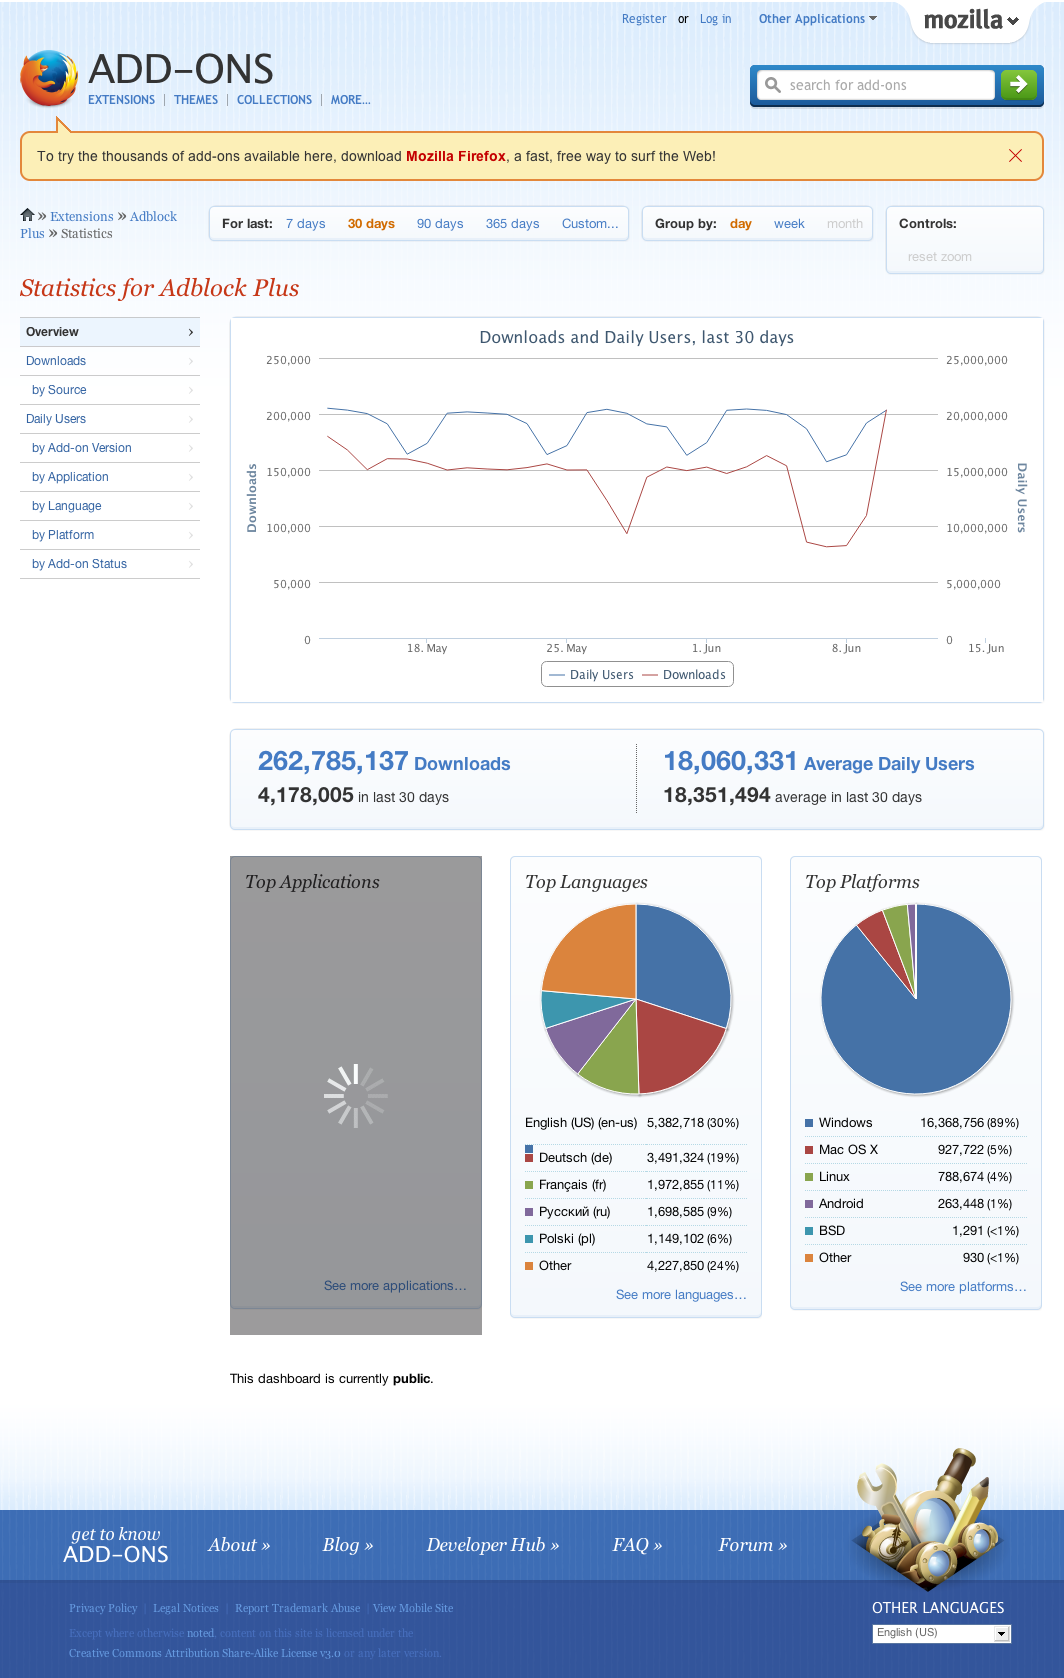 Register or Log in Other Applications
mozilla
ADD-ONS
EXTENSIONS THEMES COLLECTIONS MORE...
search for add-ons
To try the thousands of add-ons available here, download Mozilla Firefox, a fast, free way to surf the Web!
» Extensions » Adblock
Plus » Statistics
For last: 7 days 30 days 90 days 365 days Custom...
Group by: day week month
Controls:
reset zoom
Statistics for Adblock Plus
Overview
Downloads
by Source
Daily Users
by Add-on Version
by Application
by Language
by Platform
by Add-on Status
Downloads and Daily Users, last 30 days
250,000 25,000,000
200,000 20,000,000
150,000 15,000,000
100,000 10,000,000
50,000 5,000,000
0 0
Downloads
Daily Users
18. May 25. May 1. Jun 8. Jun 15. Jun
Daily Users Downloads
262,785,137 Downloads
4,178,005 in last 30 days
18,060,331 Average Daily Users
18,351,494 average in last 30 days
Top Applications
See more applications...
Top Languages
English (US) (en-us) 5,382,718 (30%)
Deutsch (de) 3,491,324 (19%)
Français (fr) 1,972,855 (11%)
Русский (ru) 1,698,585 (9%)
Polski (pl) 1,149,102 (6%)
Other 4,227,850 (24%)
See more languages...
Top Platforms
Windows 16,368,756 (89%)
Mac OS X 927,722 (5%)
Linux 788,674 (4%)
Android 263,448 (1%)
BSD 1,291 (<1%)
Other 930 (<1%)
See more platforms...
This dashboard is currently public.
get to know
ADD-ONS
About » Blog » Developer Hub » FAQ » Forum »
Privacy Policy | Legal Notices | Report Trademark Abuse | View Mobile Site
Except where otherwise noted, content on this site is licensed under the
Creative Commons Attribution Share-Alike License v3.0 or any later version.
OTHER LANGUAGES
English (US)